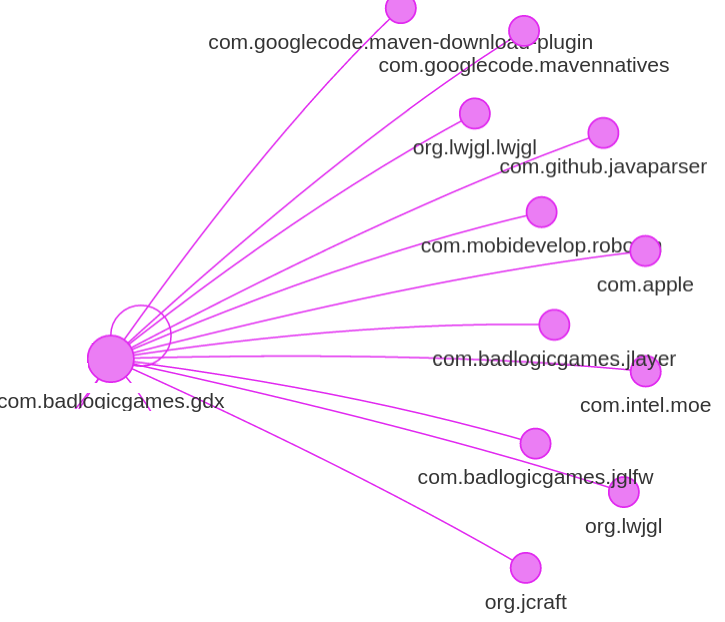 com.googlecode.maven-download-plugin
com.googlecode.mavennatives
org.lwjgl.lwjgl
com.github.javaparser
com.apple
com.badlogicgames.jlayer
com.badlogicgames.gdx
com.intel.moe
com.badlogicgames.jglfw
org.lwjgl
org.jcraft